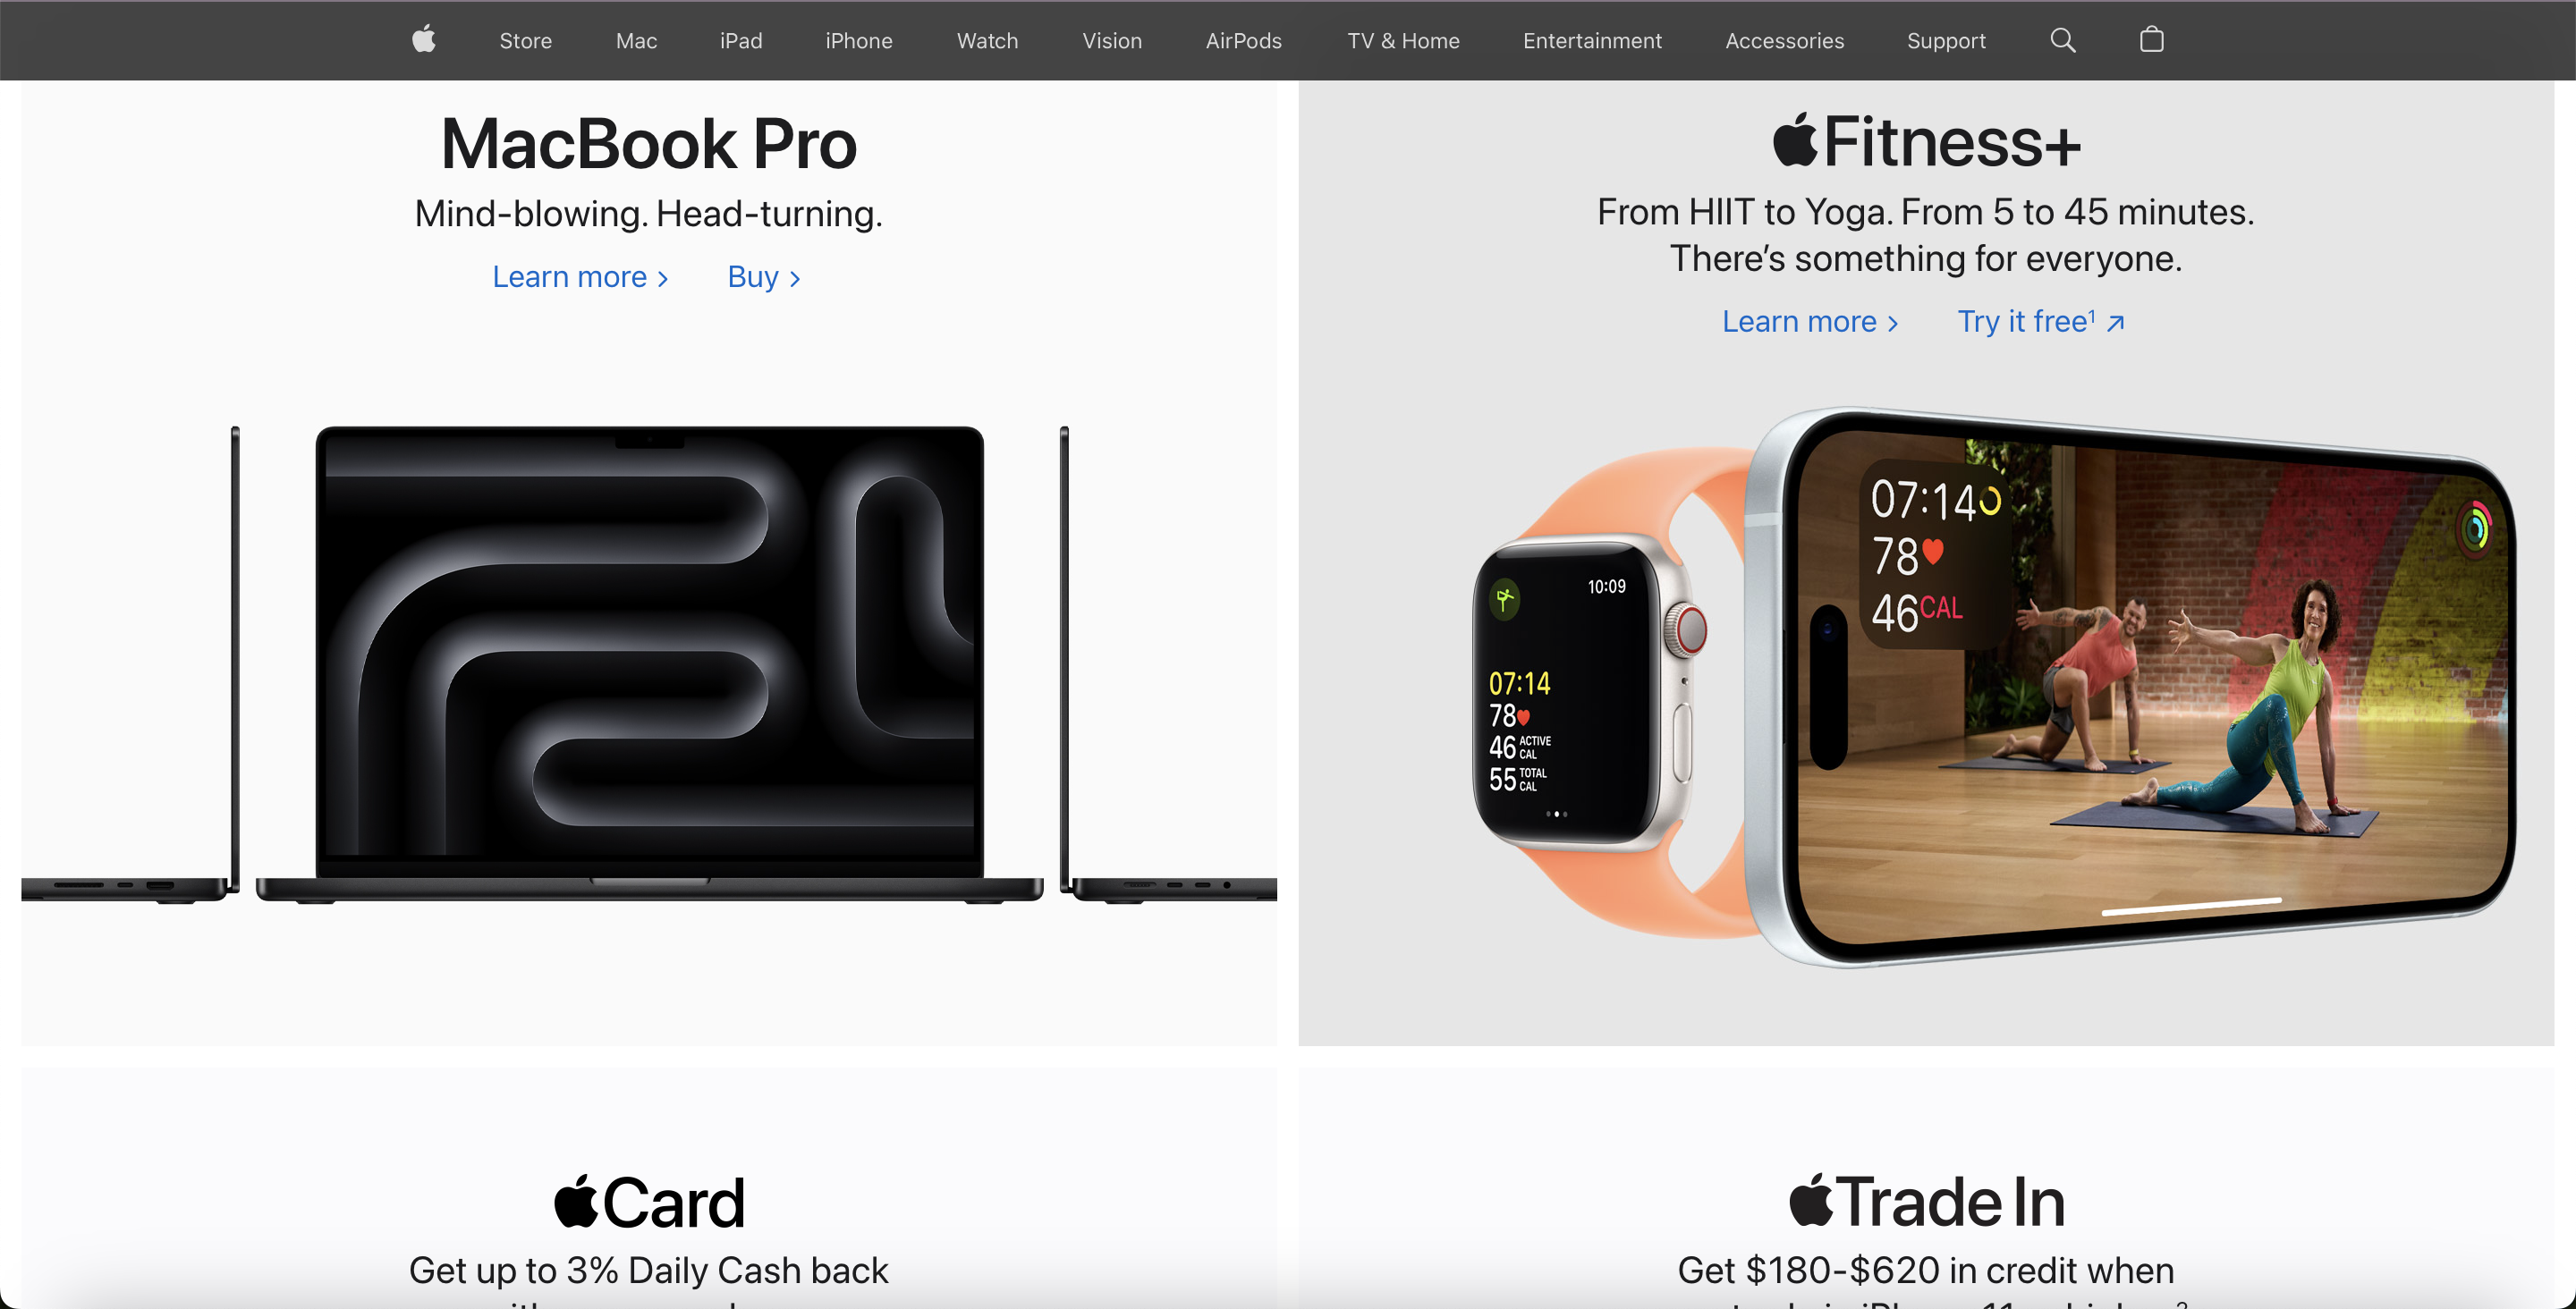 Store Mac iPad iPhone Watch Vision AirPods TV & Home Entertainment Accessories Support
MacBook Pro
Mind-blowing. Head-turning.
Learn more > Buy >
Fitness+
From HIIT to Yoga. From 5 to 45 minutes.
There’s something for everyone.
Learn more > Try it free¹ ↗
10:09
07:14
78
46 ACTIVE CAL
55 TOTAL CAL
07:14
78
46CAL
Card
Get up to 3% Daily Cash back
Trade In
Get $180-$620 in credit when